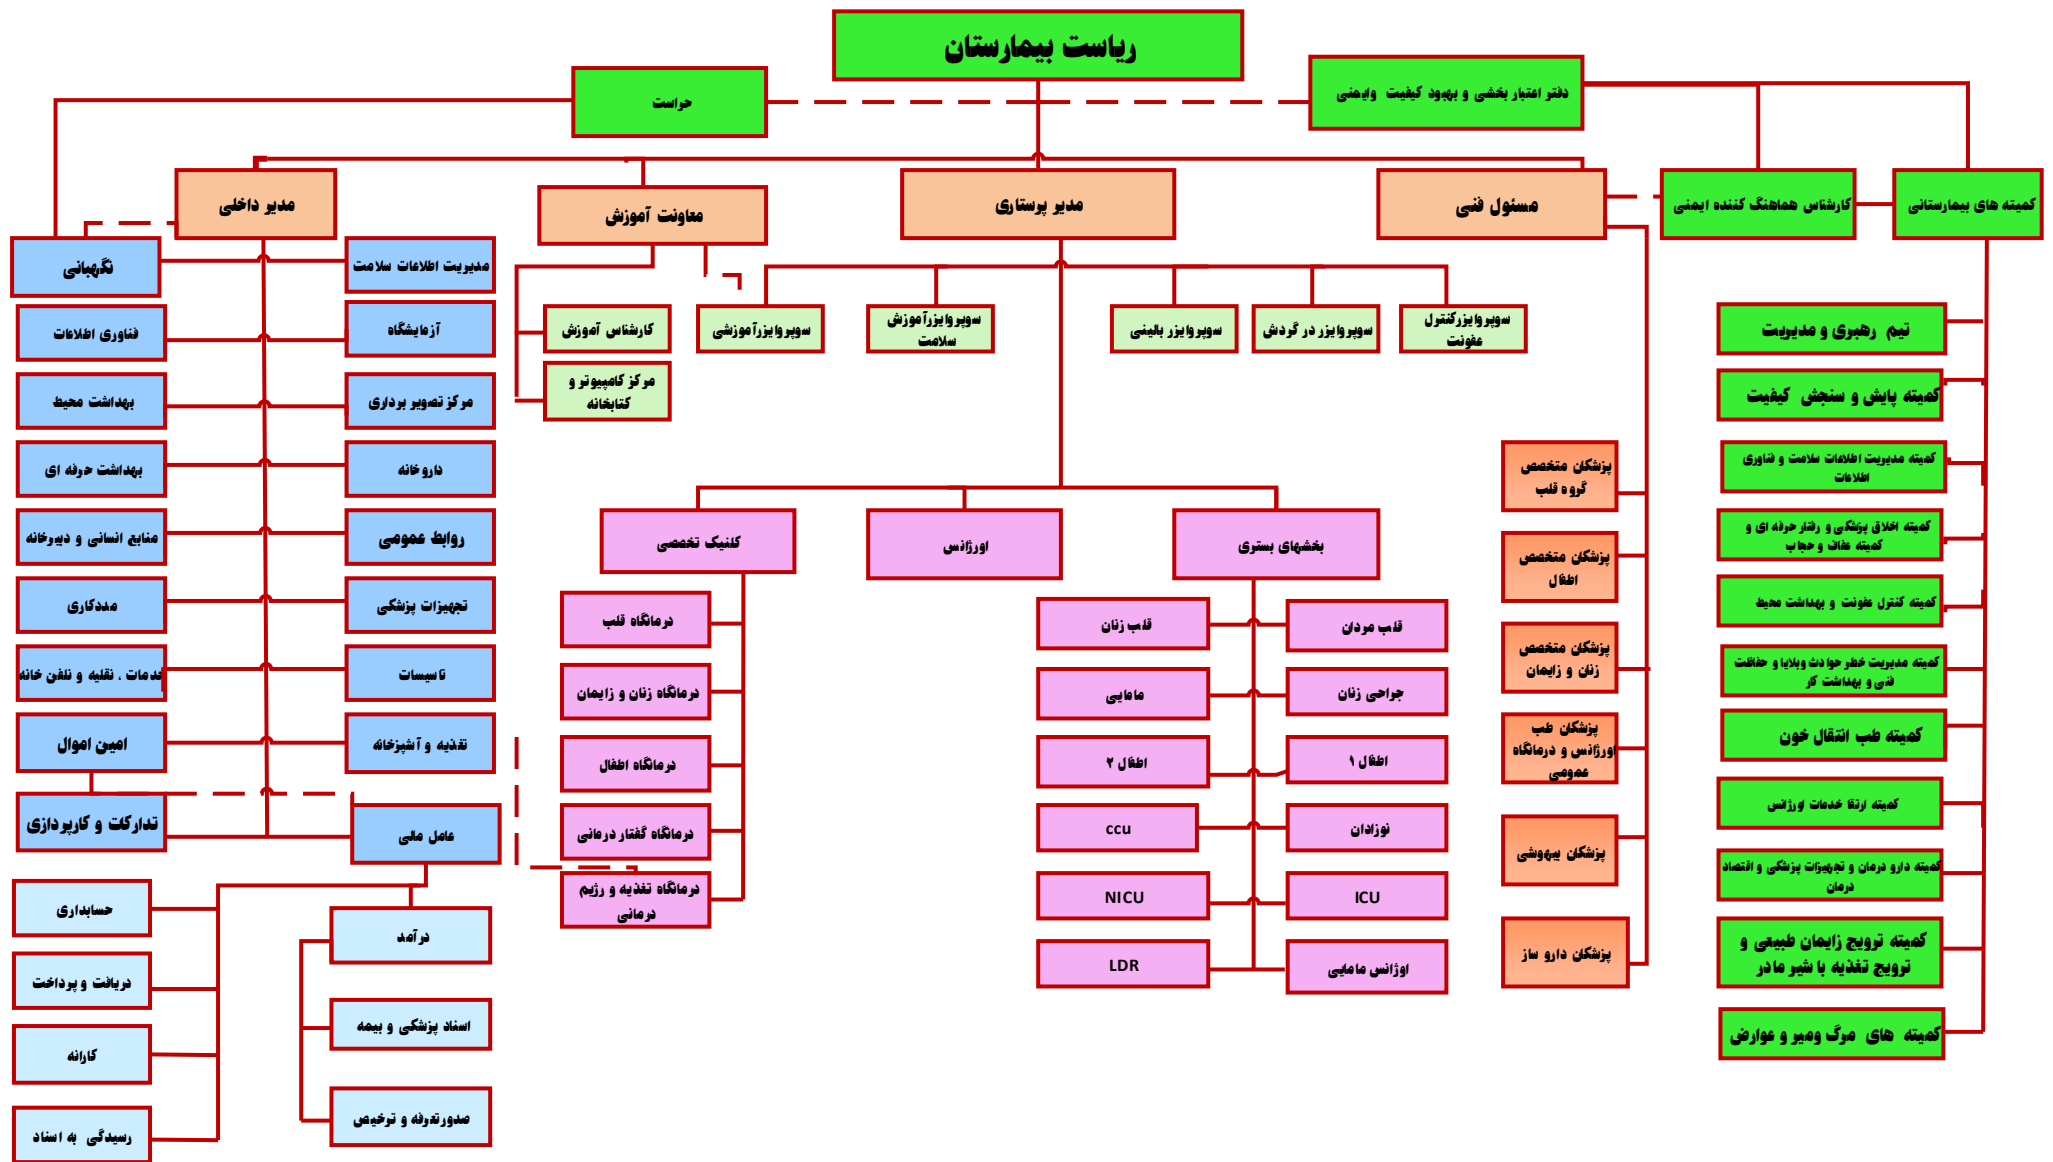 ریاست بیمارستان
دفتر اعتبار بخشی و بهبود کیفیت وایمنی
حراست
کمیته های بیمارستانی
کارشناس هماهنگ کننده ایمنی
مسئول فنی
مدیر پرستاری
معاونت آموزش
مدیر داخلی
تیم رهبری و مدیریت
کمیته پایش و سنجش کیفیت
کمیته مدیریت اطلاعات سلامت و فناوری
اطلاعات
کمیته اخلاق پزشکی و رفتار حرفه ای و
کمیته عفاف و حجاب
کمیته کنترل عفونت و بهداشت محیط
کمیته مدیریت خطر حوادث وبلایا و حفاظت
فنی و بهداشت کار
کمیته طب انتقال خون
کمیته ارتقا خدمات اورژانس
کمیته دارو درمان و تجهیزات پزشکی و اقتصاد
درمان
کمیته ترویج زایمان طبیعی و
ترویج تغذیه با شیر مادر
کمیته های مرگ ومیر و عوارض
پزشکان متخصص
گروه قلب
پزشکان متخصص
اطفال
پزشکان متخصص
زنان و زایمان
پزشکان طب
اورژانس و درمانگاه
عمومی
پزشکان بیهوشی
پزشکان دارو ساز
سوپروایزرکنترل
عفونت
سوپروایزر در گردش
سوپروایزر بالینی
سوپروایزرآموزش
سلامت
سوپروایزرآموزشی
کارشناس آموزش
مرکز کامپیوتر و
کتابخانه
بخشهای بستری
اورژانس
کلنیک تخصصی
قلب مردان
قلب زنان
جراحی زنان
مامایی
اطفال ۱
اطفال ۲
نوزادان
ccu
ICU
NICU
اوژانس مامایی
LDR
درمانگاه قلب
درمانگاه زنان و زایمان
درمانگاه اطفال
درمانگاه گفتار درمانی
درمانگاه تغذیه و رژیم
درمانی
مدیریت اطلاعات سلامت
نگهبانی
آزمایشگاه
فناوری اطلاعات
مرکز تصویر برداری
بهداشت محیط
داروخانه
بهداشت حرفه ای
روابط عمومی
منابع انسانی و دبیرخانه
تجهیزات پزشکی
مددکاری
تاسیسات
خدمات ، نقلیه و تلفن خانه
تغذیه و آشپزخانه
امین اموال
تدارکات و کارپردازی
عامل مالی
حسابداری
درآمد
دریافت و پرداخت
اسناد پزشکی و بیمه
کارانه
صدورتعرفه و ترخیص
رسیدگی به اسناد